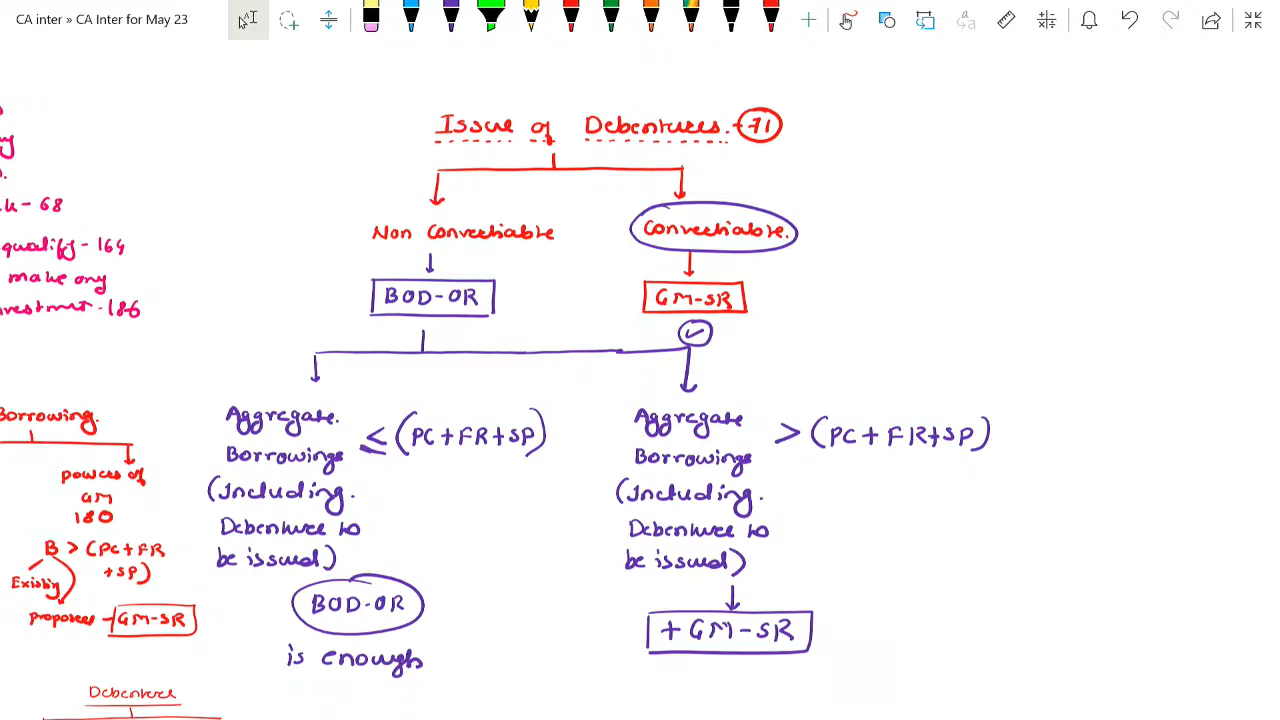 CA inter » CA Inter for May 23
Issue of Debentures - 71
Non Convertiable
Convertiable.
BOD-OR
GM-SR
68
qualify - 164
make any
186
Aggregate.
Borrowings
(Including.
Debenture to
be issued)
≤ (PC+FR+SP)
BOD-OR
is enough
Aggregate
Borrowings
(Including.
Debenture to
be issued)
> (PC+FR+SP)
+ GM-SR
Borrowing.
powers of
GM
180
B > (PC+FR
+SP)
Existing
proposes - GM-SR
Debenture